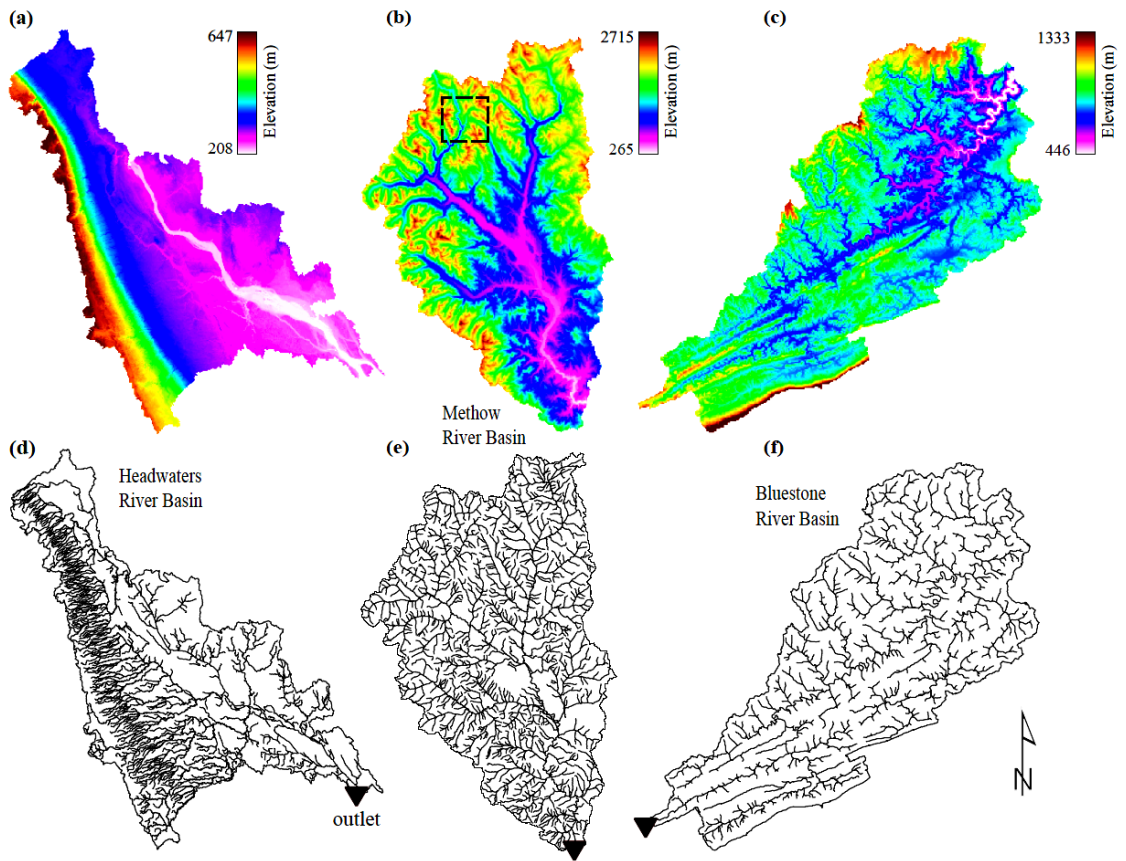 (a)
647
Elevation (m)
208
(b)
2715
Elevation (m)
265
(c)
1333
Elevation (m)
446
Methow
River Basin
(d)
Headwaters
River Basin
outlet
(e)
(f)
Bluestone
River Basin
N